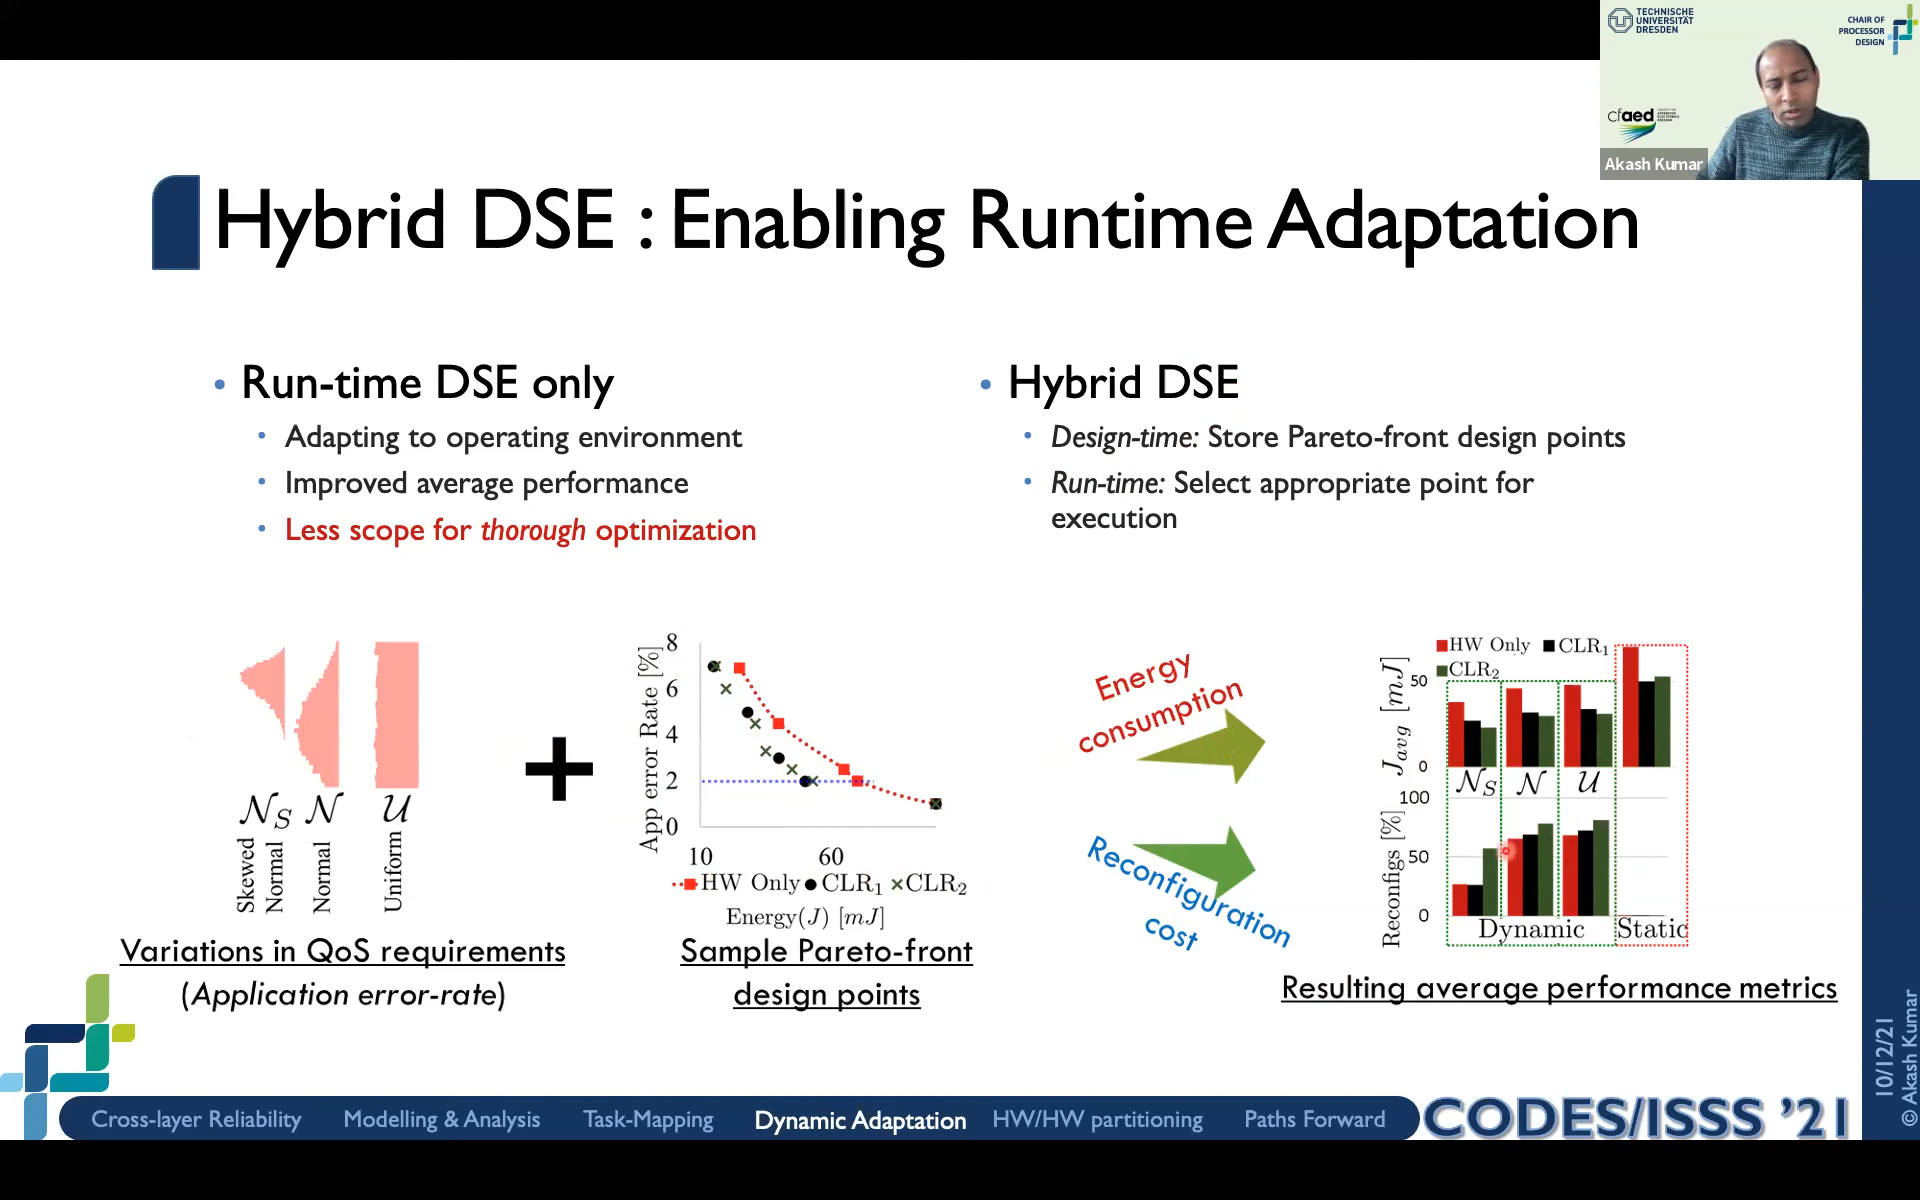 TECHNISCHE
UNIVERSITÄT
DRESDEN
CHAIR OF
PROCESSOR
DESIGN
cfaed
Akash Kumar
Hybrid DSE : Enabling Runtime Adaptation
• Run-time DSE only
• Adapting to operating environment
• Improved average performance
• Less scope for thorough optimization
• Hybrid DSE
• Design-time: Store Pareto-front design points
• Run-time: Select appropriate point for
execution
𝒩S 𝒩 𝒰
Skewed
Normal
Normal
Uniform
Variations in QoS requirements
(Application error-rate)
App error Rate [%]
8
6
4
2
0
10 60
HW Only CLR1 CLR2
Energy(J) [mJ]
Sample Pareto-front
design points
Energy
consumption
Reconfiguration
cost
HW Only CLR1
CLR2
Javg [mJ]
50
0
𝒩S 𝒩 𝒰
Reconfigs [%]
100
50
0
Dynamic Static
Resulting average performance metrics
10/12/21
© Akash Kumar
Cross-layer Reliability Modelling & Analysis Task-Mapping Dynamic Adaptation HW/HW partitioning Paths Forward
CODES/ISSS ’21